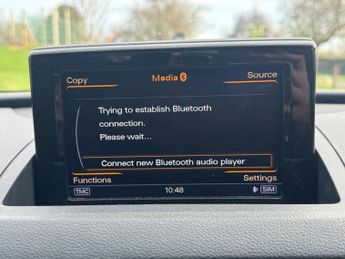 Copy Media Source
Trying to establish Bluetooth
connection.
Please wait...
Connect new Bluetooth audio player
Functions Settings
TMC 10:48 SIM